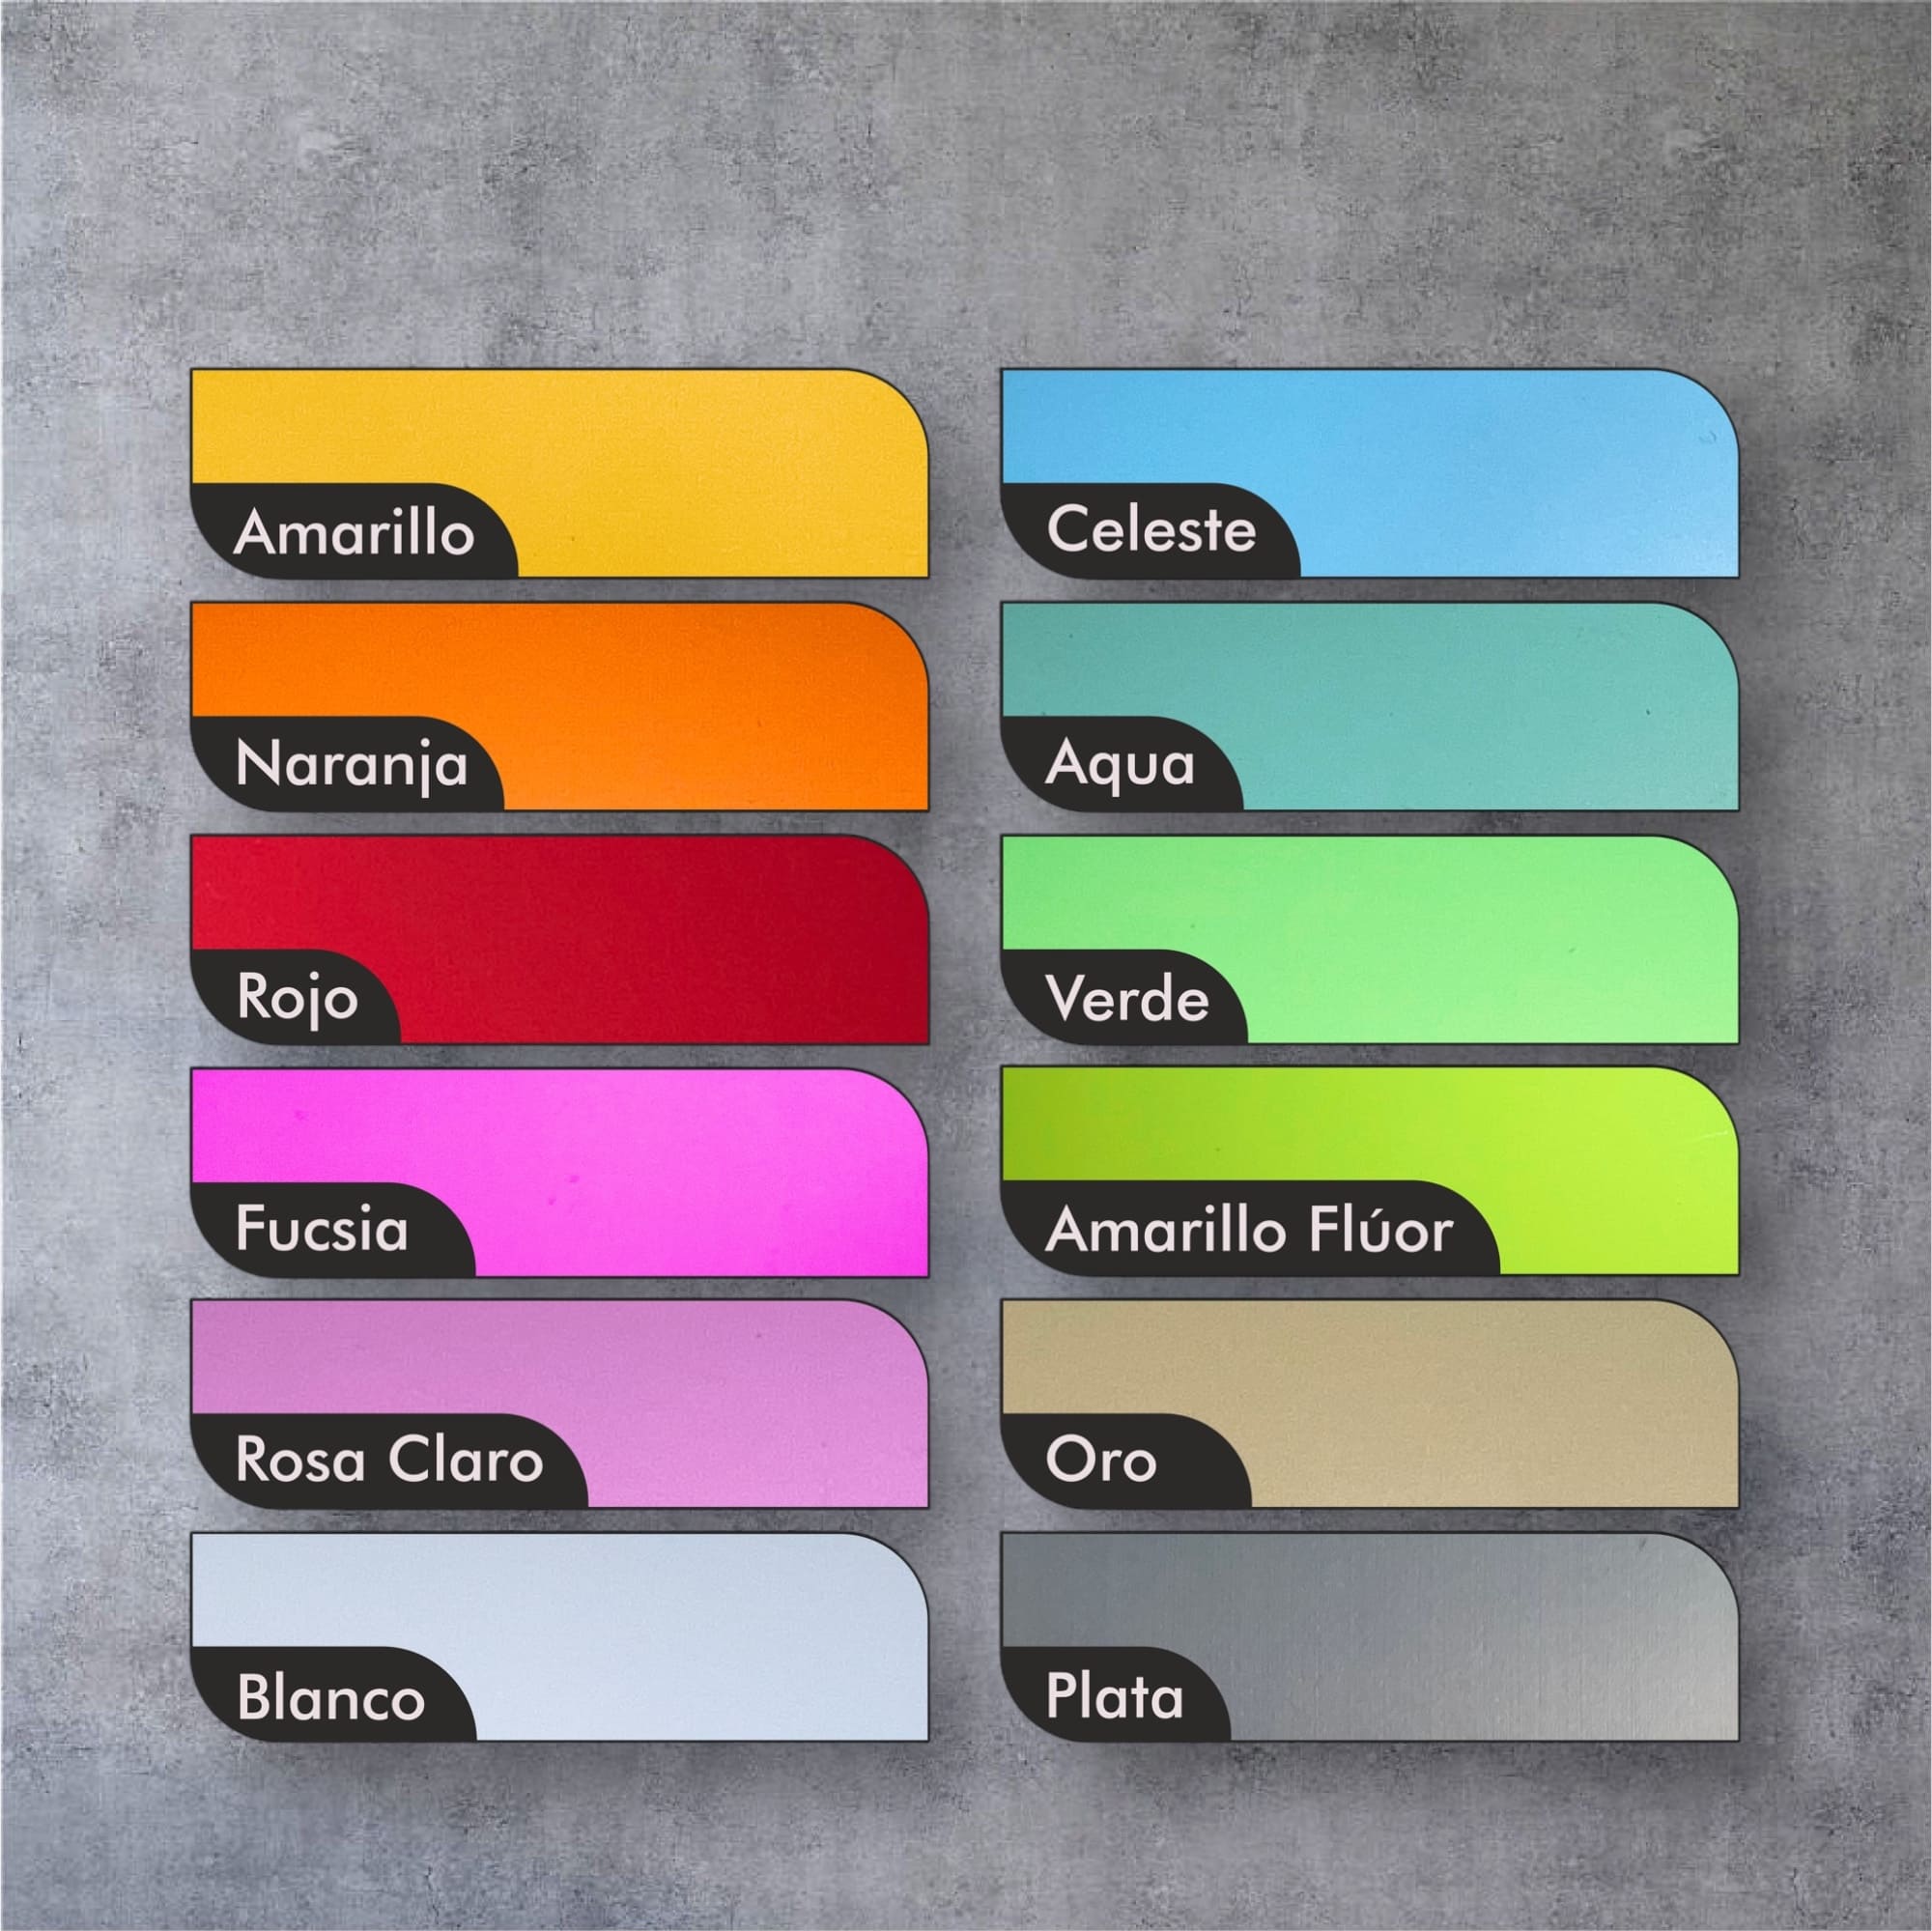 Amarillo
Naranja
Rojo
Fucsia
Rosa Claro
Blanco
Celeste
Aqua
Verde
Amarillo Flúor
Oro
Plata